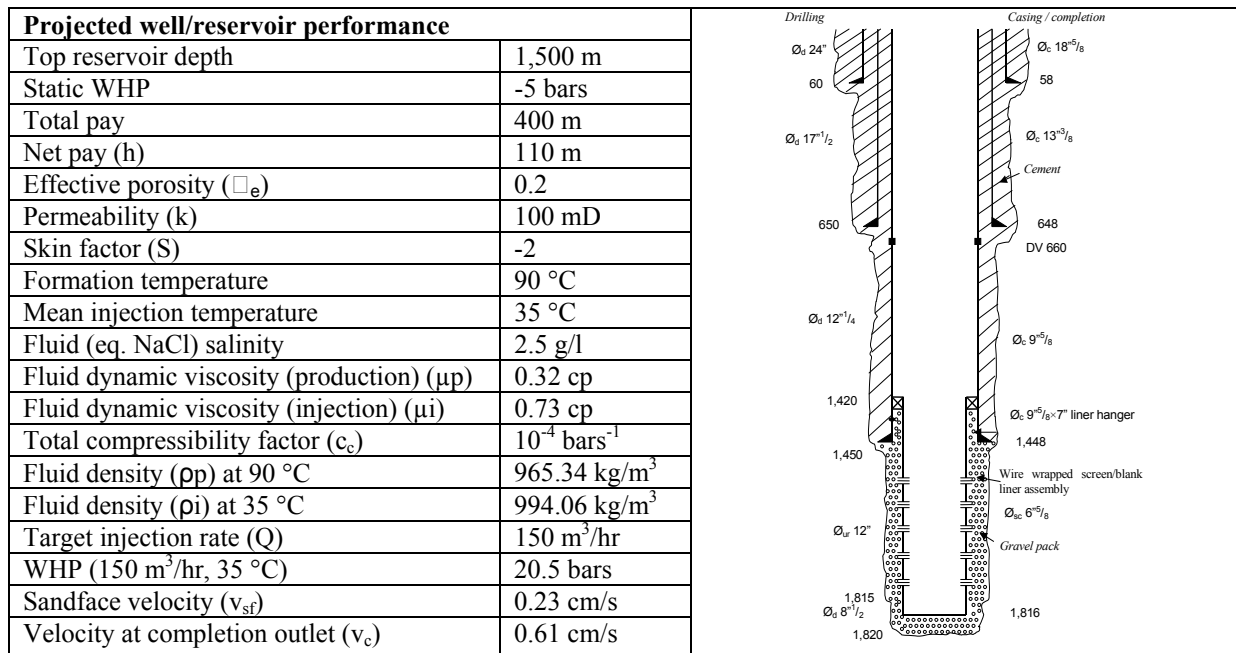 Projected well/reservoir performance
Top reservoir depth 1,500 m
Static WHP -5 bars
Total pay 400 m
Net pay (h) 110 m
Effective porosity (□e) 0.2
Permeability (k) 100 mD
Skin factor (S) -2
Formation temperature 90 °C
Mean injection temperature 35 °C
Fluid (eq. NaCl) salinity 2.5 g/l
Fluid dynamic viscosity (production) (µp) 0.32 cp
Fluid dynamic viscosity (injection) (µi) 0.73 cp
Total compressibility factor (cc) 10-4 bars-1
Fluid density (ρp) at 90 °C 965.34 kg/m3
Fluid density (ρi) at 35 °C 994.06 kg/m3
Target injection rate (Q) 150 m3/hr
WHP (150 m3/hr, 35 °C) 20.5 bars
Sandface velocity (vsf) 0.23 cm/s
Velocity at completion outlet (vc) 0.61 cm/s
Drilling Casing / completion
Ød 24” Øc 18”5/8
60 58
Ød 17”1/2 Øc 13”3/8
Cement
650 648
DV 660
Ød 12”1/4
Øc 9”5/8
1,420
Øc 9”5/8×7” liner hanger
1,448
1,450
Wire wrapped screen/blank
liner assembly
Øsc 6”5/8
Øur 12”
Gravel pack
1,815
Ød 8”1/2 1,816
1,820